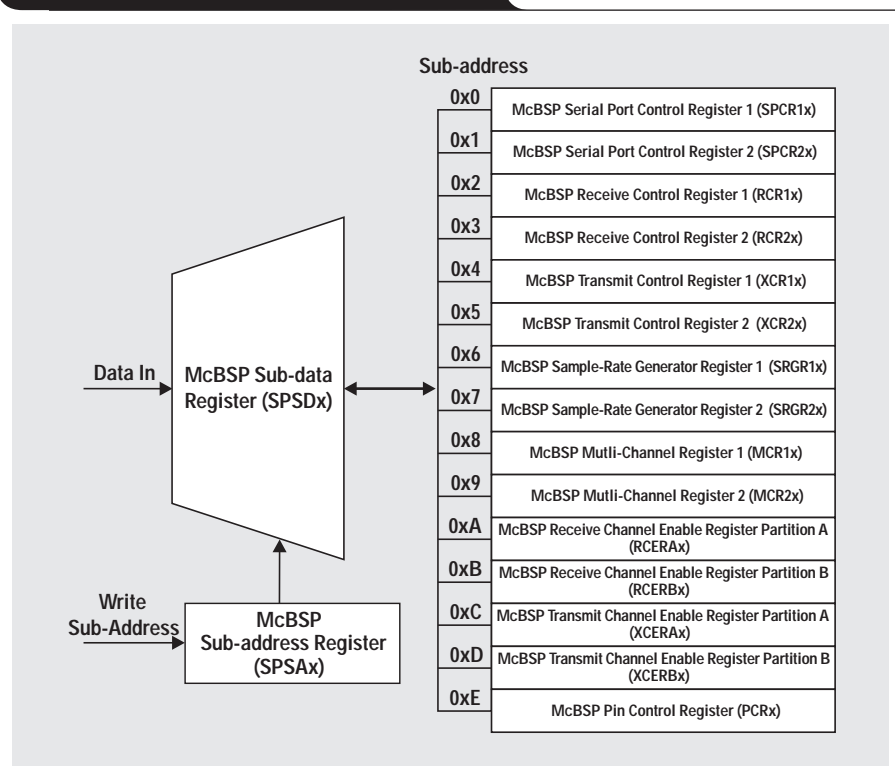 Sub-address
0x0
McBSP Serial Port Control Register 1 (SPCR1x)
0x1
McBSP Serial Port Control Register 2 (SPCR2x)
0x2
McBSP Receive Control Register 1 (RCR1x)
0x3
McBSP Receive Control Register 2 (RCR2x)
0x4
McBSP Transmit Control Register 1 (XCR1x)
0x5
McBSP Transmit Control Register 2 (XCR2x)
0x6
McBSP Sample-Rate Generator Register 1 (SRGR1x)
0x7
McBSP Sample-Rate Generator Register 2 (SRGR2x)
0x8
McBSP Mutli-Channel Register 1 (MCR1x)
0x9
McBSP Mutli-Channel Register 2 (MCR2x)
0xA
McBSP Receive Channel Enable Register Partition A
(RCERAx)
0xB
McBSP Receive Channel Enable Register Partition B
(RCERBx)
0xC
McBSP Transmit Channel Enable Register Partition A
(XCERAx)
0xD
McBSP Transmit Channel Enable Register Partition B
(XCERBx)
0xE
McBSP Pin Control Register (PCRx)
Data In
McBSP Sub-data
Register (SPSDx)
Write
Sub-Address
McBSP
Sub-address Register
(SPSAx)